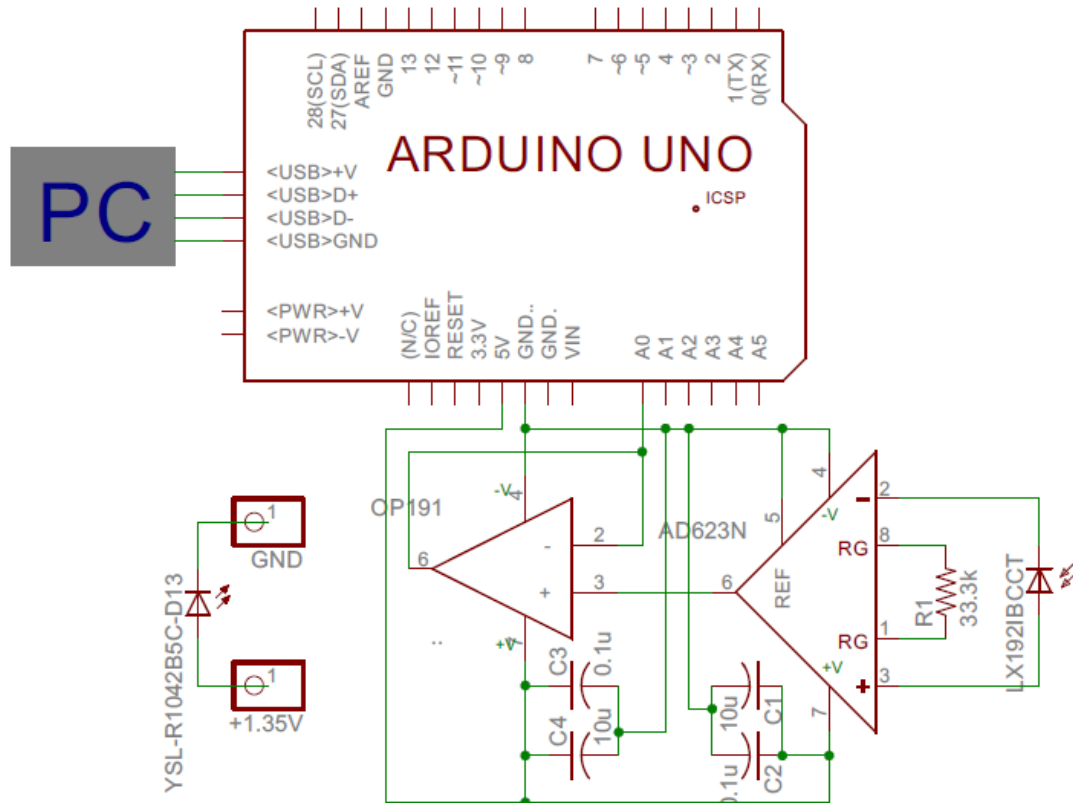 28(SCL)
27(SDA)
AREF
GND
13
12
~11
~10
~9
8
7
~6
~5
4
~3
2
1(TX)
0(RX)
ARDUINO UNO
ICSP
PC
<USB>+V
<USB>D+
<USB>D-
<USB>GND
<PWR>+V
<PWR>-V
(N/C)
IOREF
RESET
3.3V
5V
GND..
GND.
VIN
A0
A1
A2
A3
A4
A5
OP191
-V
4
6
2
-
3
+
+V
7
..
AD623N
5
REF
6
4
-V
2
-
RG
8
RG
1
+V
+
3
7
R1
33.3k
LX192IBCCT
YSL-R1042B5C-D13
1
GND
1
+1.35V
C3
0.1u
C4
10u
10u
C1
0.1u
C2